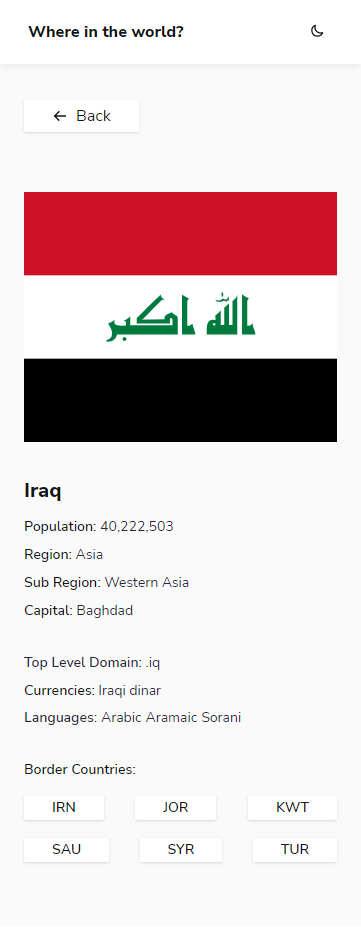 Where in the world?
Back
الله اكبر
Iraq
Population: 40,222,503
Region: Asia
Sub Region: Western Asia
Capital: Baghdad
Top Level Domain: .iq
Currencies: Iraqi dinar
Languages: Arabic Aramaic Sorani
Border Countries:
IRN JOR KWT
SAU SYR TUR